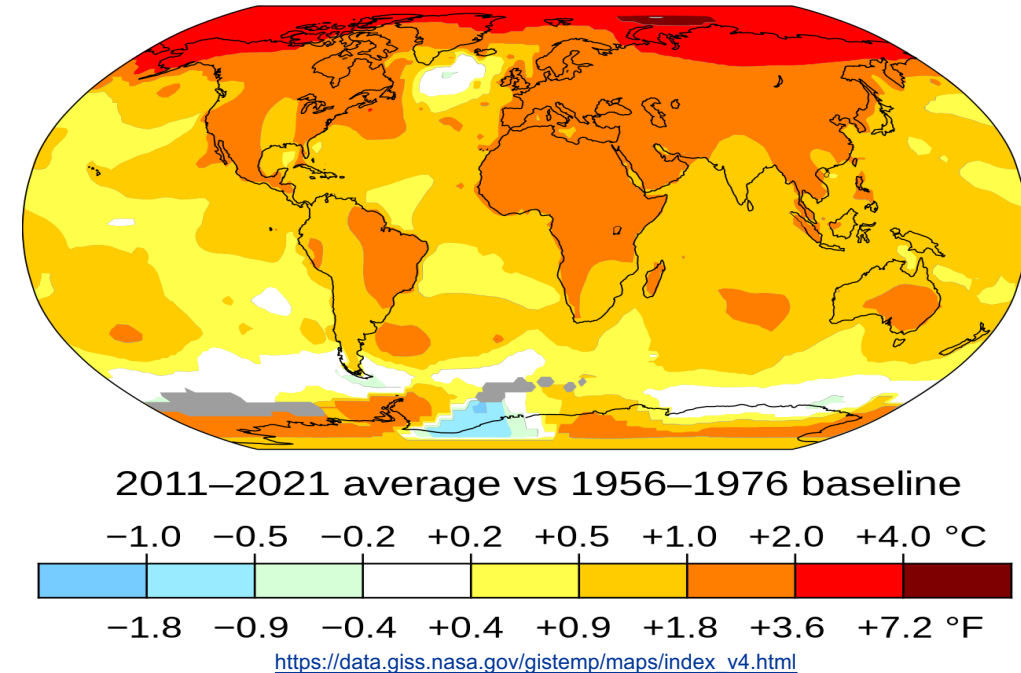 2011–2021 average vs 1956–1976 baseline
−1.0 −0.5 −0.2 +0.2 +0.5 +1.0 +2.0 +4.0 °C
−1.8 −0.9 −0.4 +0.4 +0.9 +1.8 +3.6 +7.2 °F
https://data.giss.nasa.gov/gistemp/maps/index_v4.html